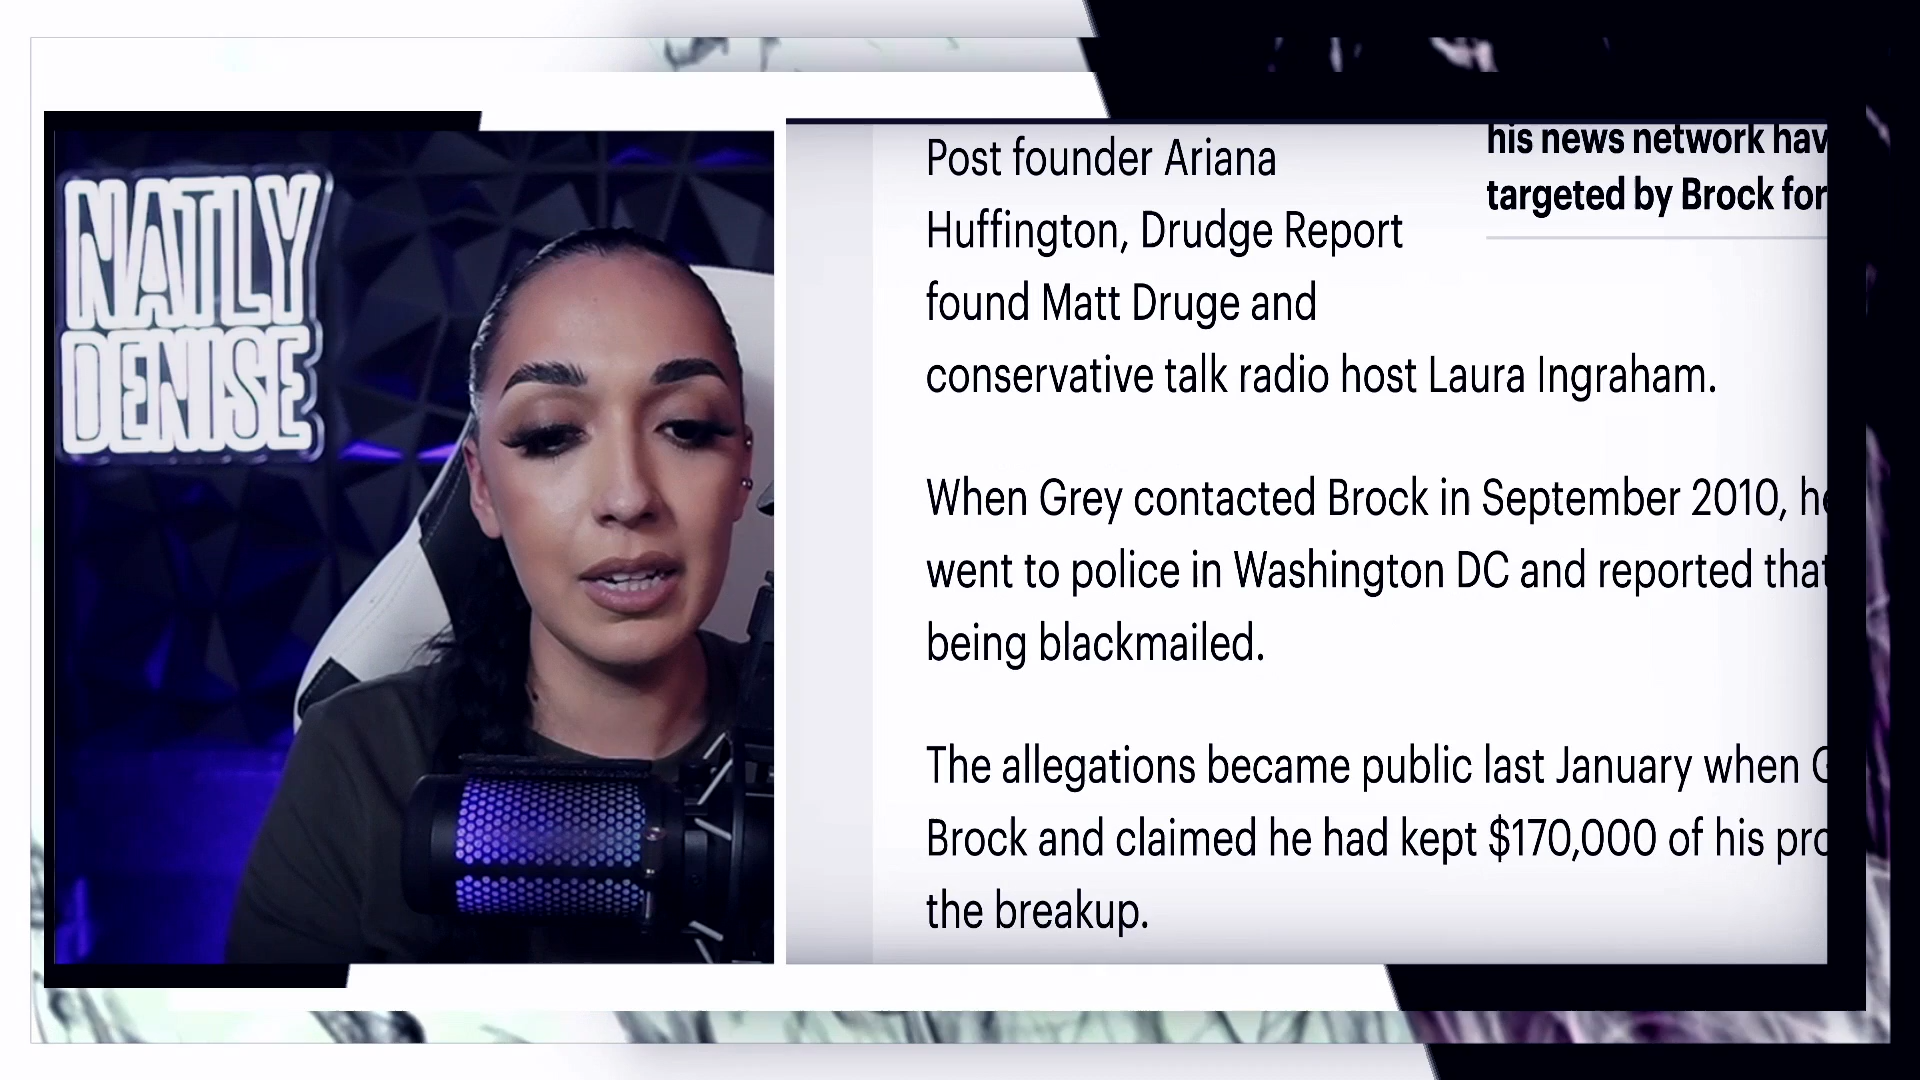 NATLY
DENISE
Post founder Ariana
Huffington, Drudge Report
found Matt Druge and
conservative talk radio host Laura Ingraham.
his news network hav
targeted by Brock for
When Grey contacted Brock in September 2010, he
went to police in Washington DC and reported that
being blackmailed.
The allegations became public last January when G
Brock and claimed he had kept $170,000 of his pro
the breakup.